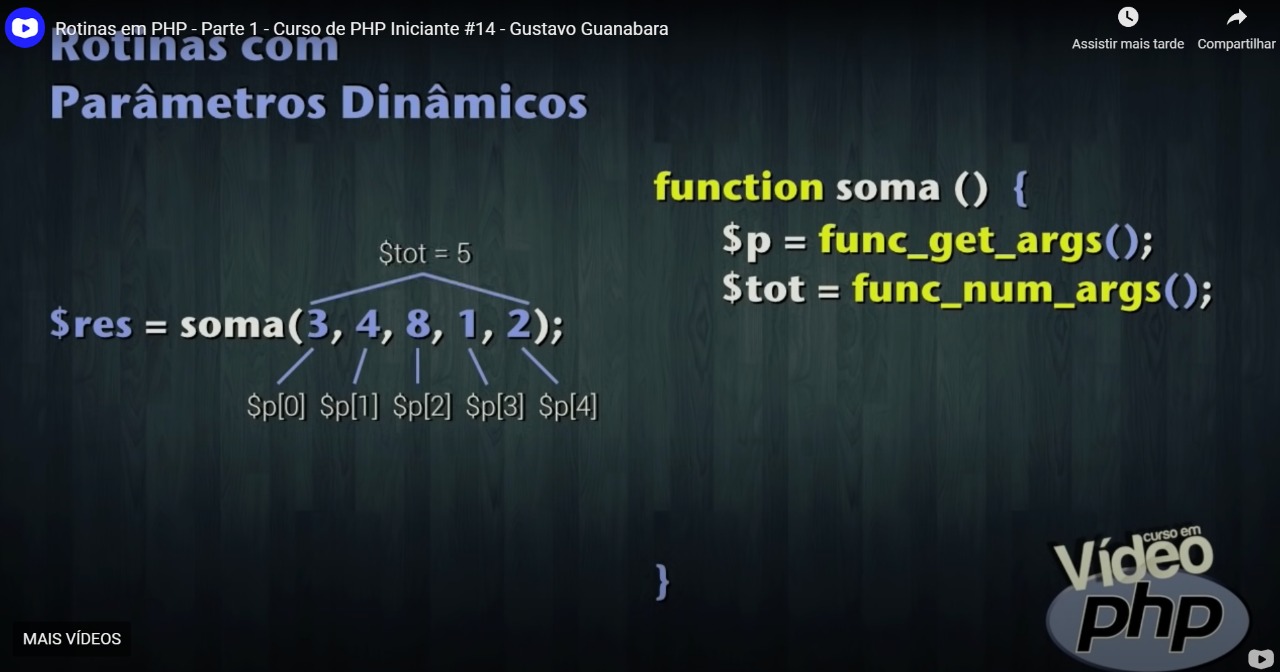 Rotinas em PHP - Parte 1 - Curso de PHP Iniciante #14 - Gustavo Guanabara
Assistir mais tarde
Compartilhar
Rotinas com
Parâmetros Dinâmicos
$tot = 5
$res = soma(3, 4, 8, 1, 2);
$p[0] $p[1] $p[2] $p[3] $p[4]
function soma () {
$p = func_get_args();
$tot = func_num_args();
}
curso em
Vídeo
php
MAIS VÍDEOS